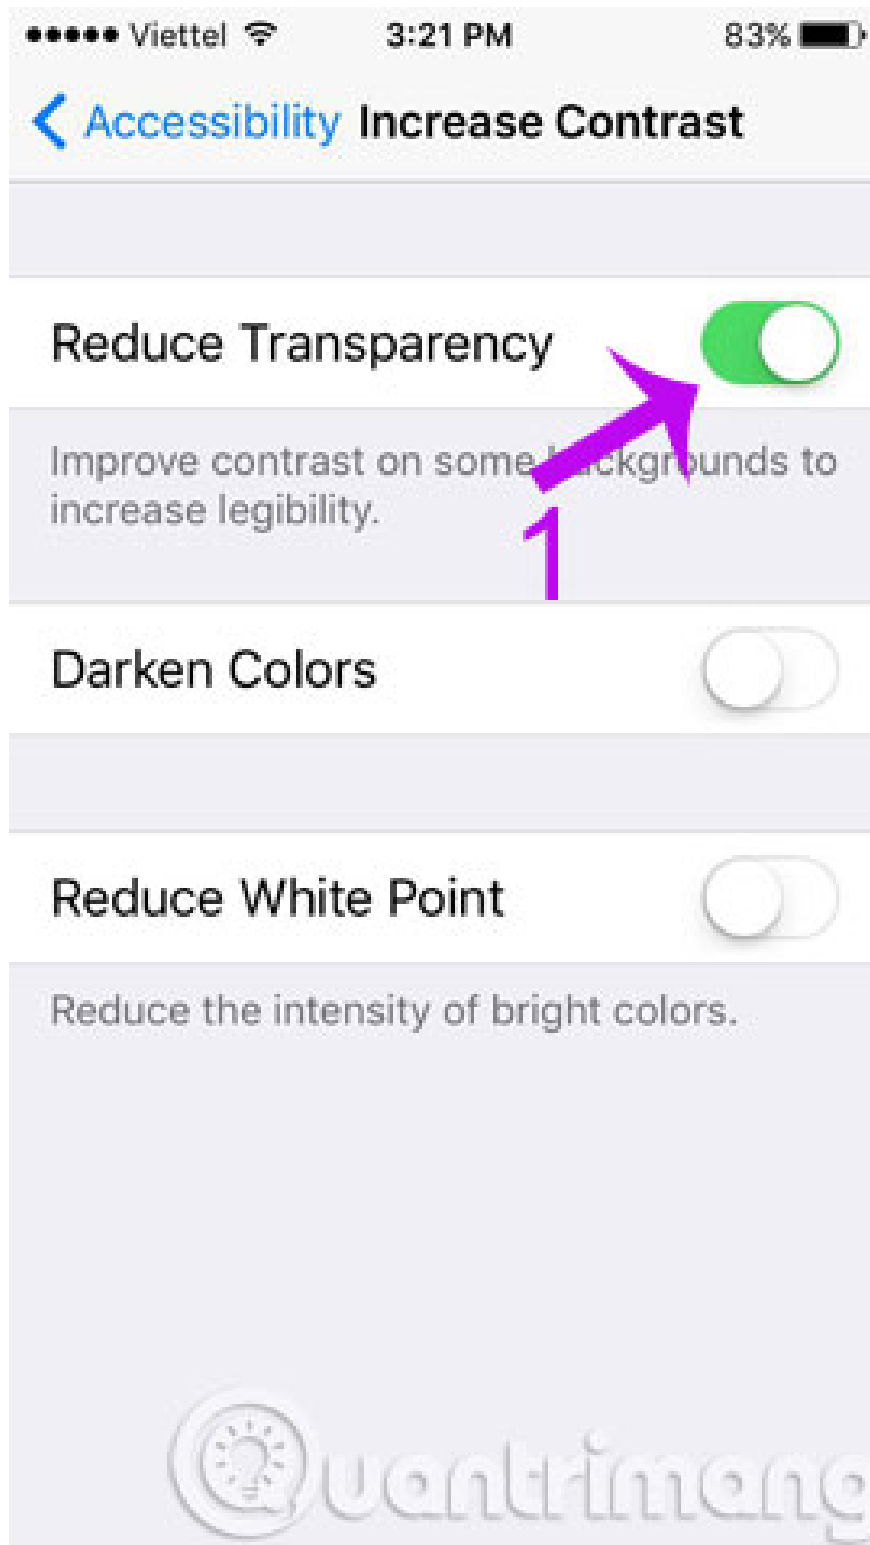 Viettel 3:21 PM 83%
Accessibility Increase Contrast
Reduce Transparency
Improve contrast on some backgrounds to
increase legibility.
1
Darken Colors
Reduce White Point
Reduce the intensity of bright colors.
Quantrimang